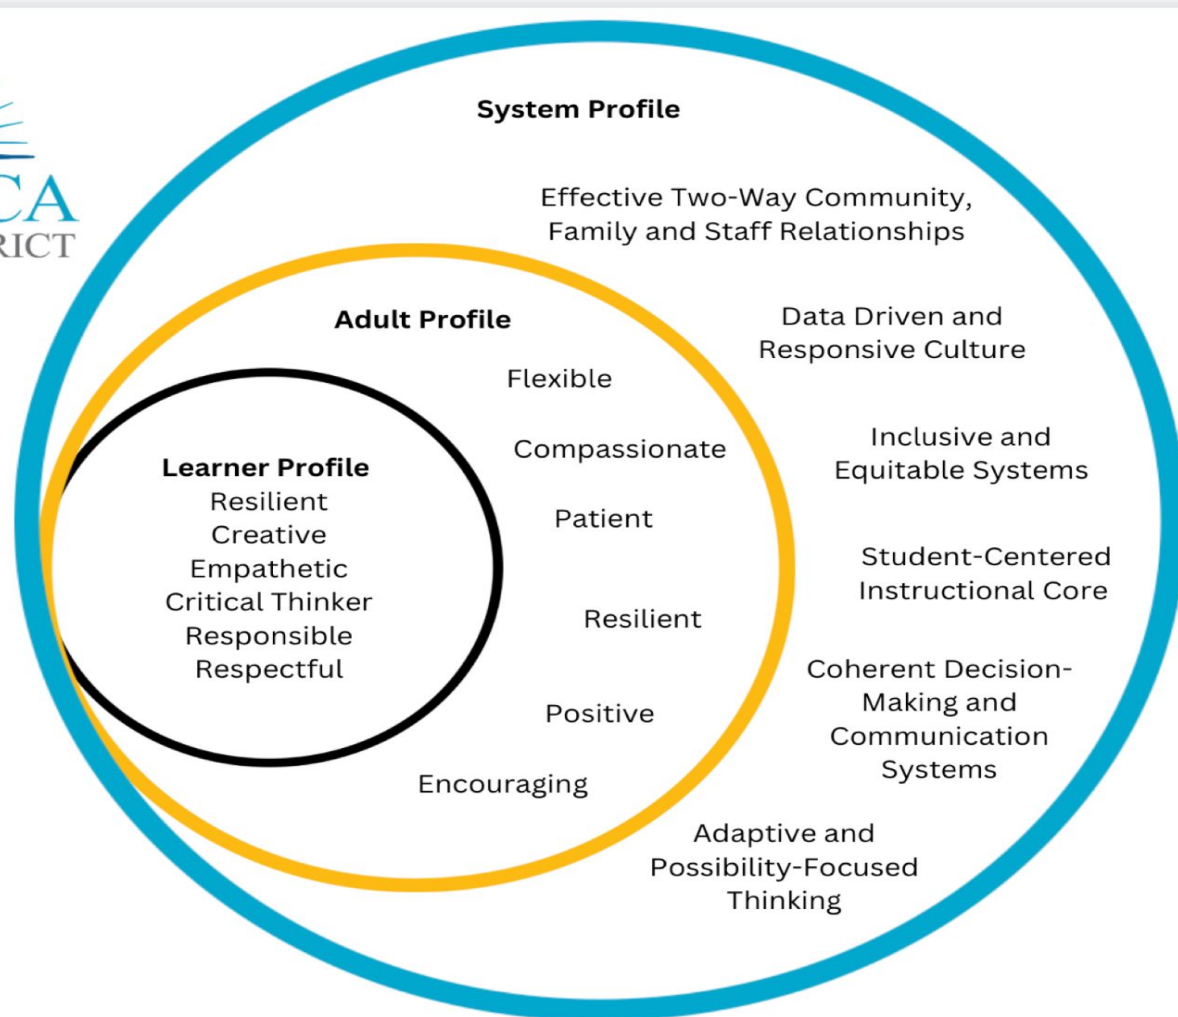 CA
RICT
System Profile
Effective Two-Way Community,
Family and Staff Relationships
Data Driven and
Responsive Culture
Inclusive and
Equitable Systems
Student-Centered
Instructional Core
Coherent Decision-
Making and
Communication
Systems
Adaptive and
Possibility-Focused
Thinking
Adult Profile
Flexible
Compassionate
Patient
Resilient
Positive
Encouraging
Learner Profile
Resilient
Creative
Empathetic
Critical Thinker
Responsible
Respectful